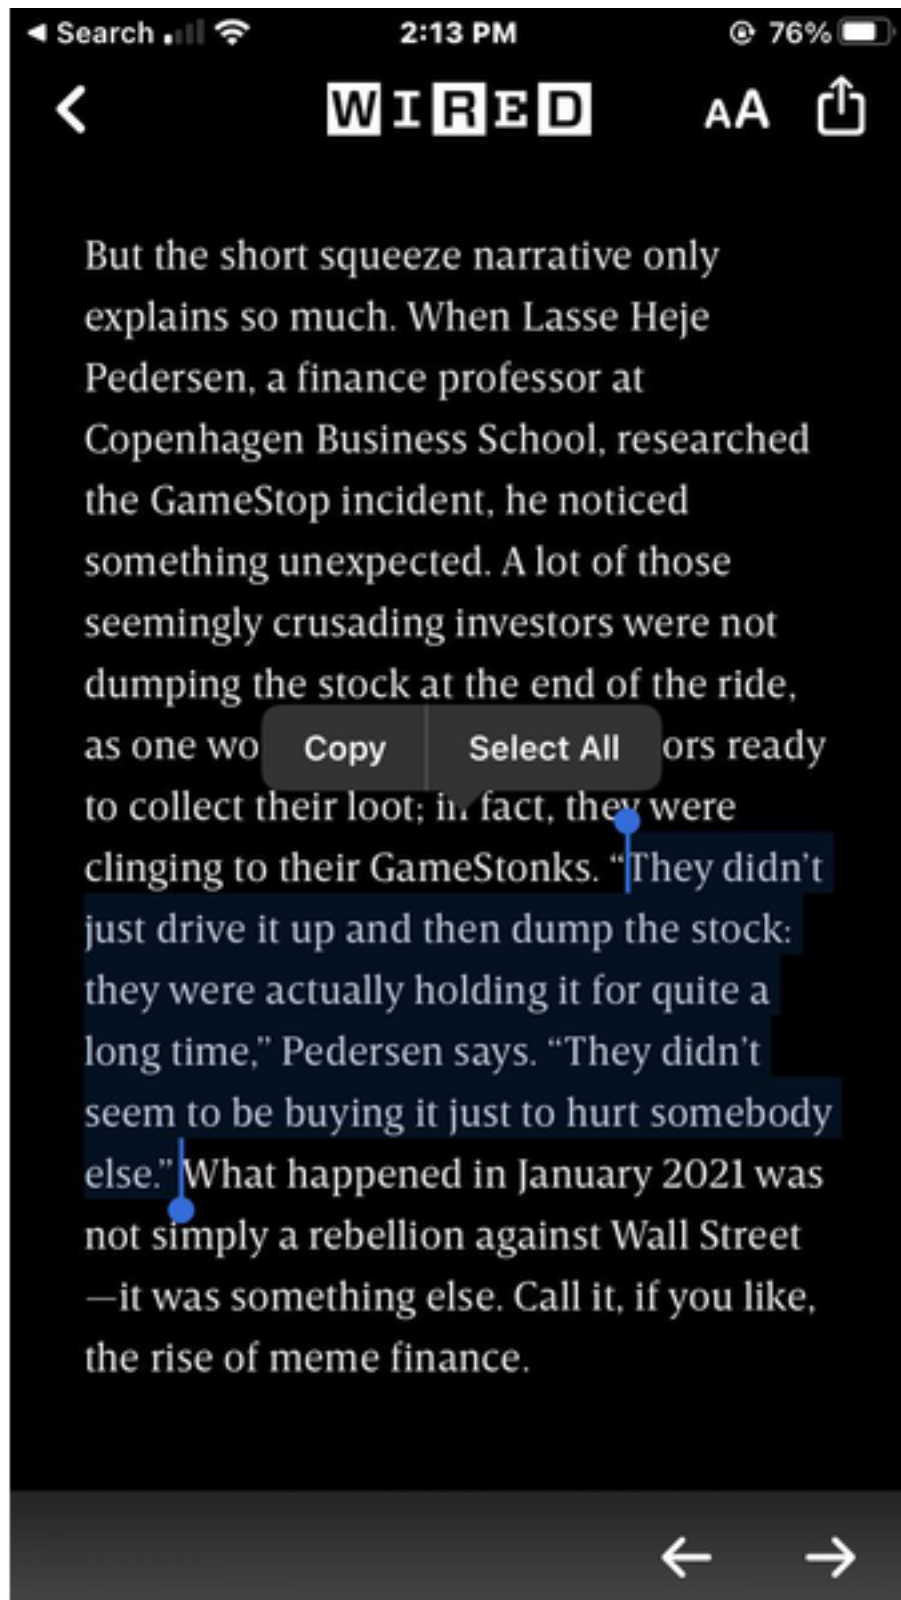 Search
2:13 PM
76%
WIRED
AA
But the short squeeze narrative only
explains so much. When Lasse Heje
Pedersen, a finance professor at
Copenhagen Business School, researched
the GameStop incident, he noticed
something unexpected. A lot of those
seemingly crusading investors were not
dumping the stock at the end of the ride,
as one wo
Copy
Select All
ors ready
to collect their loot; in fact, they were
clinging to their GameStonks. “They didn’t
just drive it up and then dump the stock:
they were actually holding it for quite a
long time,” Pedersen says. “They didn’t
seem to be buying it just to hurt somebody
else.” What happened in January 2021 was
not simply a rebellion against Wall Street
—it was something else. Call it, if you like,
the rise of meme finance.